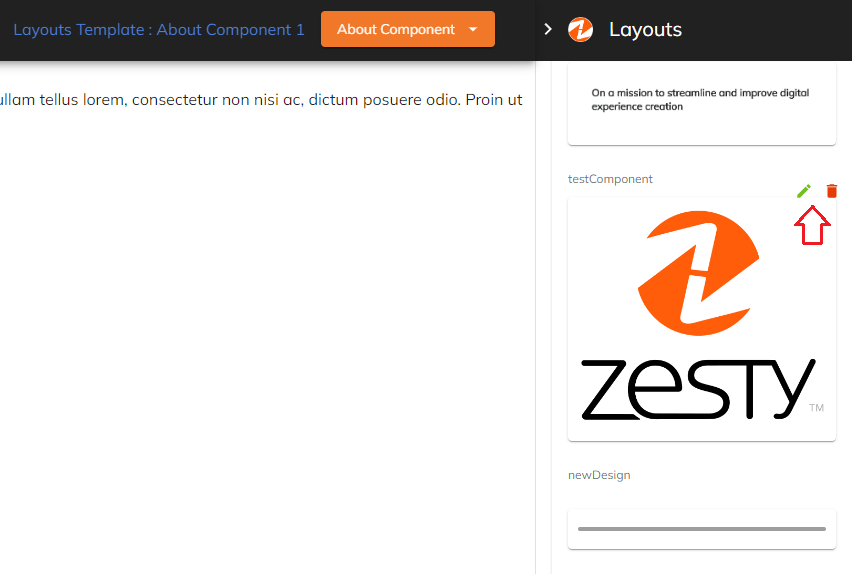 Layouts Template : About Component 1
About Component
Layouts
ullam tellus lorem, consectetur non nisi ac, dictum posuere odio. Proin ut
On a mission to streamline and improve digital
experience creation
testComponent
zesty
TM
newDesign